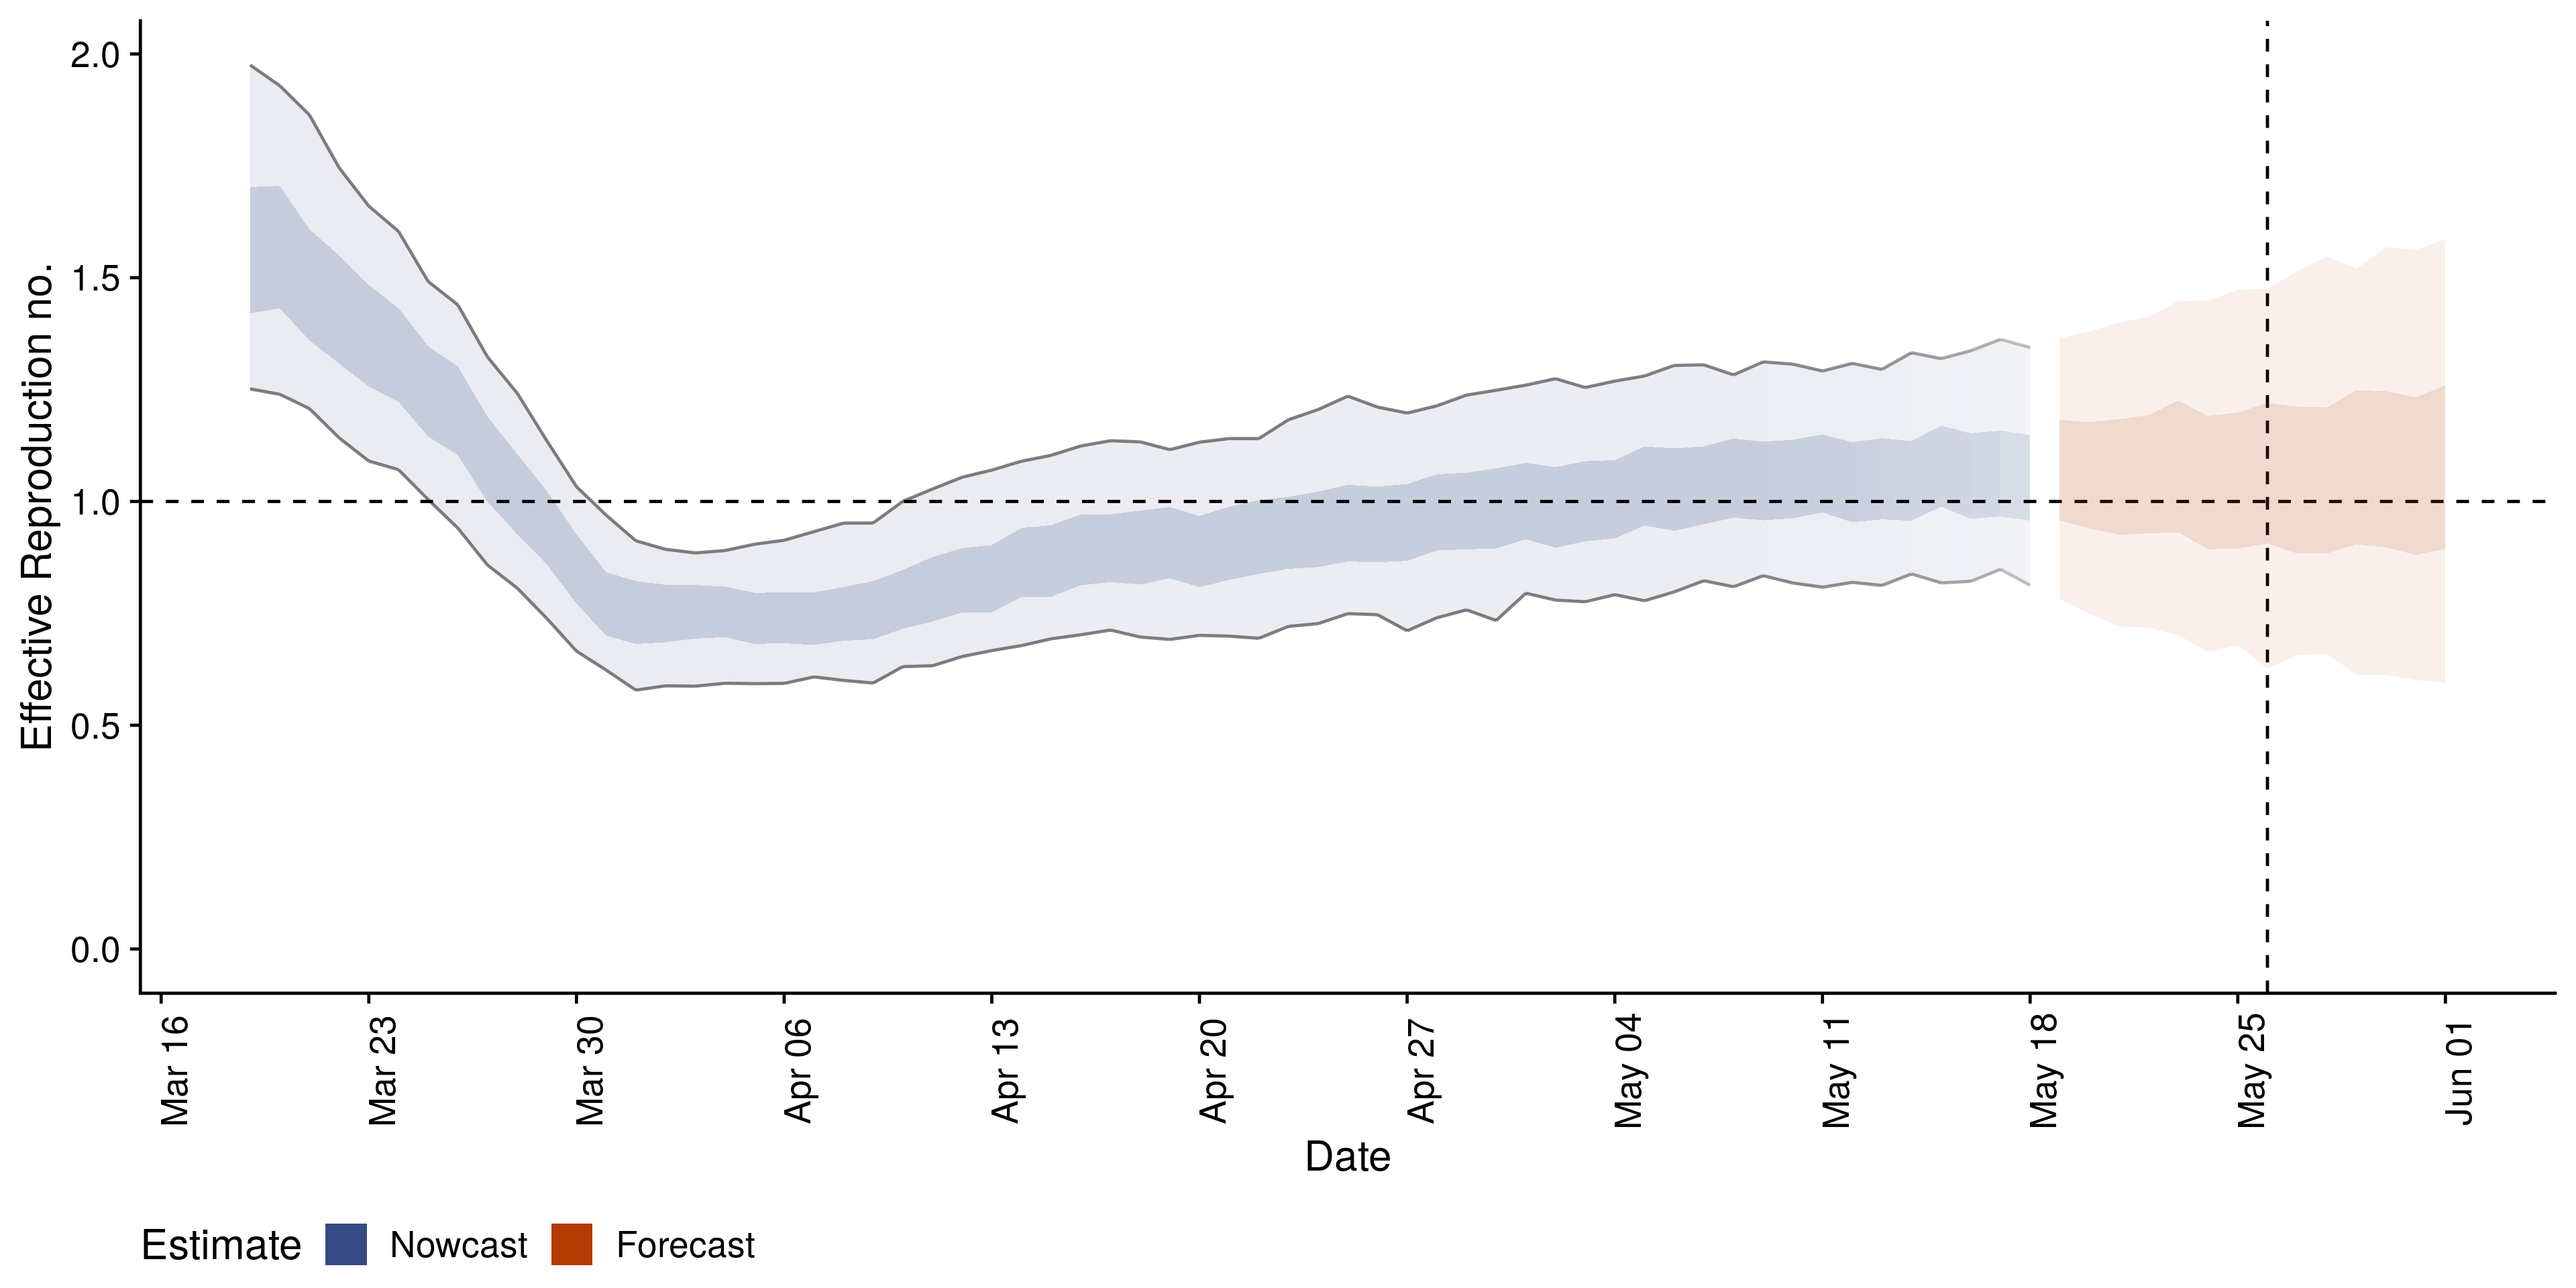 Effective Reproduction no.
2.0
1.5
1.0
0.5
0.0
Mar 16
Mar 23
Mar 30
Apr 06
Apr 13
Apr 20
Apr 27
May 04
May 11
May 18
May 25
Jun 01
Date
Estimate Nowcast Forecast